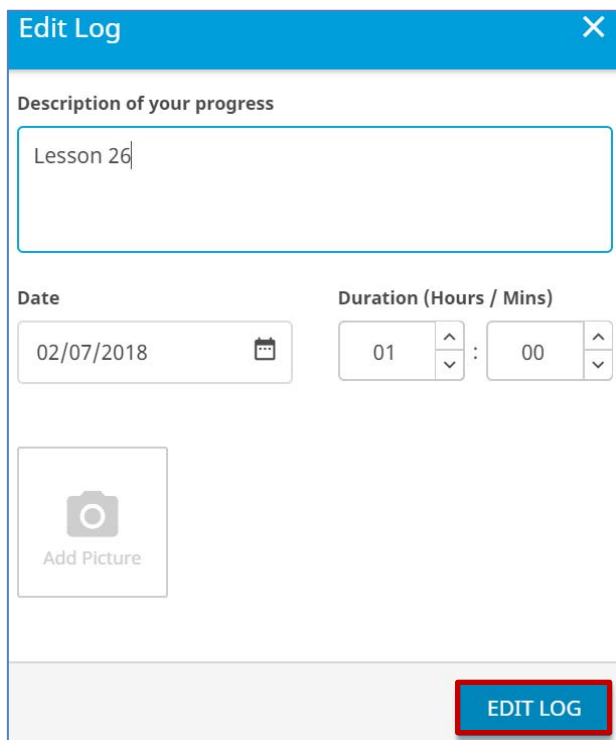 Edit Log
Description of your progress
Lesson 26
Date
Duration (Hours / Mins)
02/07/2018
01 : 00
Add Picture
EDIT LOG